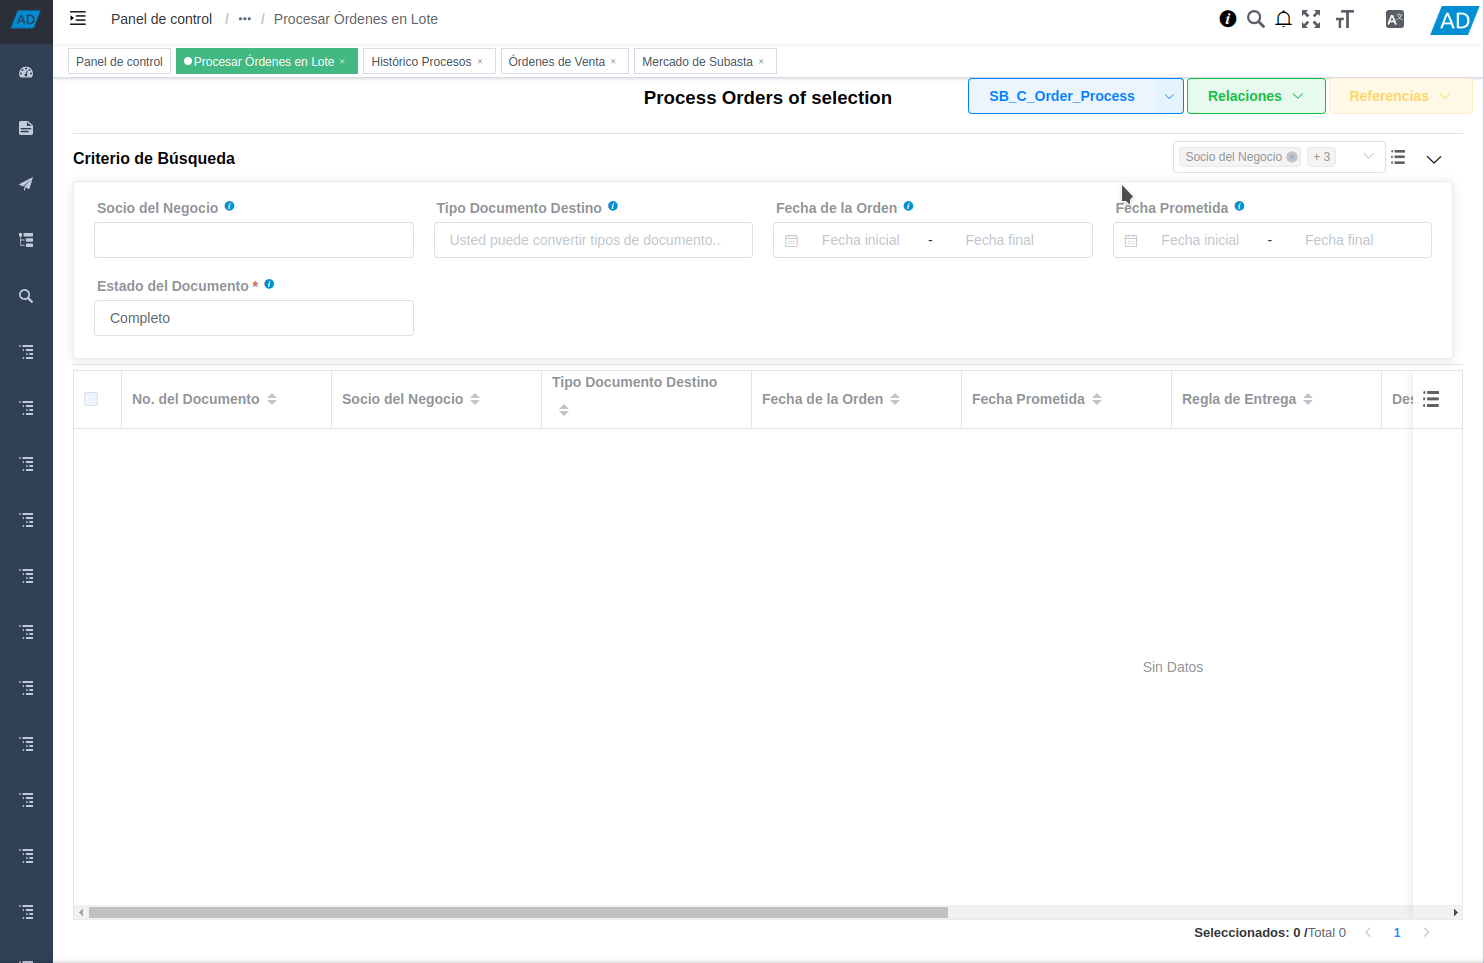 AD
Panel de control / ••• / Procesar Órdenes en Lote
AD
Panel de control
Procesar Órdenes en Lote ×
Histórico Procesos ×
Órdenes de Venta ×
Mercado de Subasta ×
Process Orders of selection
SB_C_Order_Process
Relaciones
Referencias
Criterio de Búsqueda
Socio del Negocio
+ 3
Socio del Negocio
Tipo Documento Destino
Fecha de la Orden
Fecha Prometida
Usted puede convertir tipos de documento..
Fecha inicial - Fecha final
Fecha inicial - Fecha final
Estado del Documento *
Completo
No. del Documento
Socio del Negocio
Tipo Documento Destino
Fecha de la Orden
Fecha Prometida
Regla de Entrega
Des
Sin Datos
Seleccionados: 0 /Total 0
1